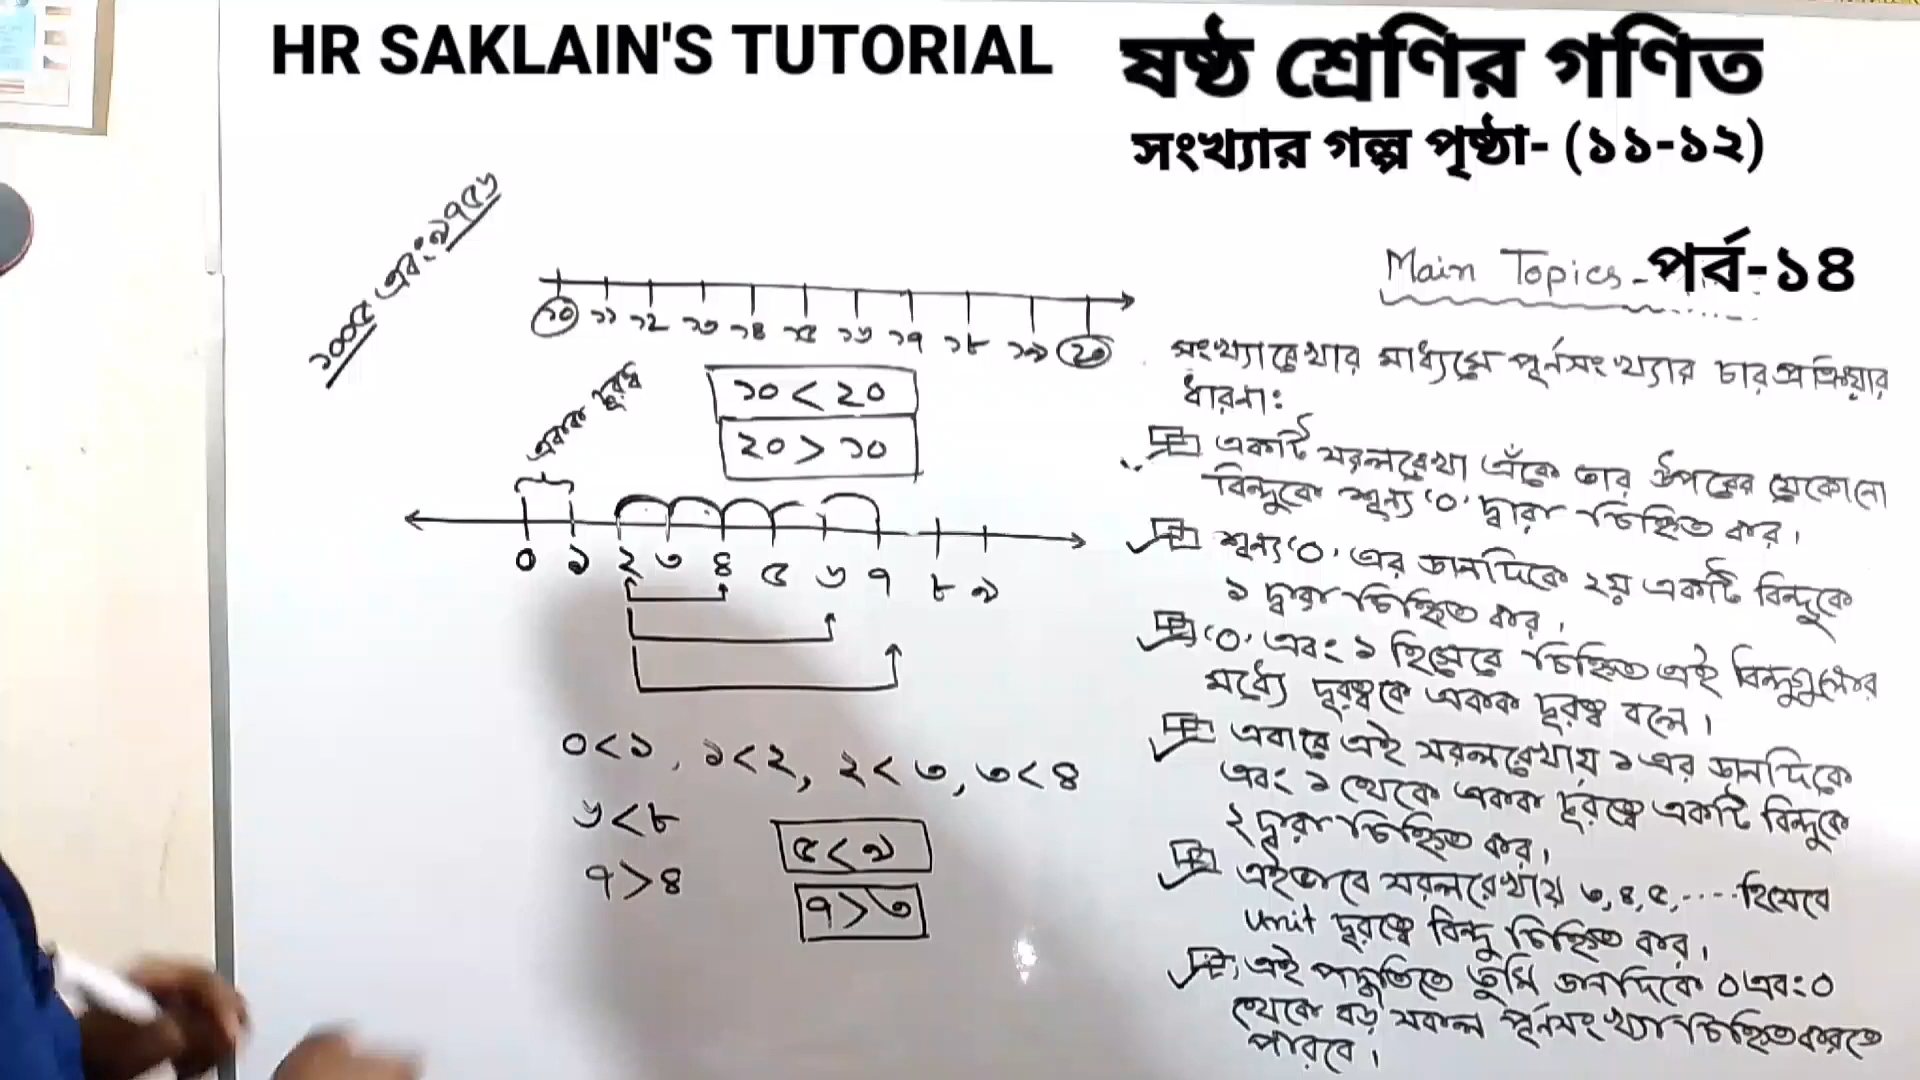 HR SAKLAIN'S TUTORIAL
ষষ্ঠ শ্রেণির গণিত
সংখ্যার গল্প পৃষ্ঠা- (১১-১২)
পর্ব-১৪
Main Topics-
১০০৫ এবং ৯৭৫৬
১০ ১১ ১২ ১৩ ১৪ ১৫ ১৬ ১৭ ১৮ ১৯ ২০
১০ < ২০
২০ > ১০
একক দূরত্ব
০ ১ ২ ৩ ৪ ৫ ৬ ৭ ৮ ৯
০<১, ১<২, ২<৩, ৩<৪
৬<৮
৫<৯
৭>৪
৭>৩
সংখ্যারেখার মাধ্যমে পূর্নসংখ্যার চার প্রক্রিয়ার
ধারনা:
একটি সরলরেখা এঁকে তার উপরের যেকোনো
বিন্দুকে শূন্য '০' দ্বারা চিহ্নিত কর।
শূন্য '০' এর ডানদিকে ২য় একটি বিন্দুকে
১ দ্বারা চিহ্নিত কর।
'০' এবং ১ হিসেবে চিহ্নিত এই বিন্দুগুলোর
মধ্যে দূরত্বকে একক দূরত্ব বলে।
এবারে এই সরলরেখায় ১ এর ডানদিকে
এবং ১ থেকে একক দূরত্বে একটি বিন্দুকে
২ দ্বারা চিহ্নিত কর।
এইভাবে সরলরেখায় ৩,৪,৫,.... হিসেবে
unit দূরত্বে বিন্দু চিহ্নিত কর।
এই পদ্ধতিতে তুমি ডানদিকে ০ এবং ০
থেকে বড় সকল পূর্নসংখ্যা চিহ্নিত করতে
পারবে।